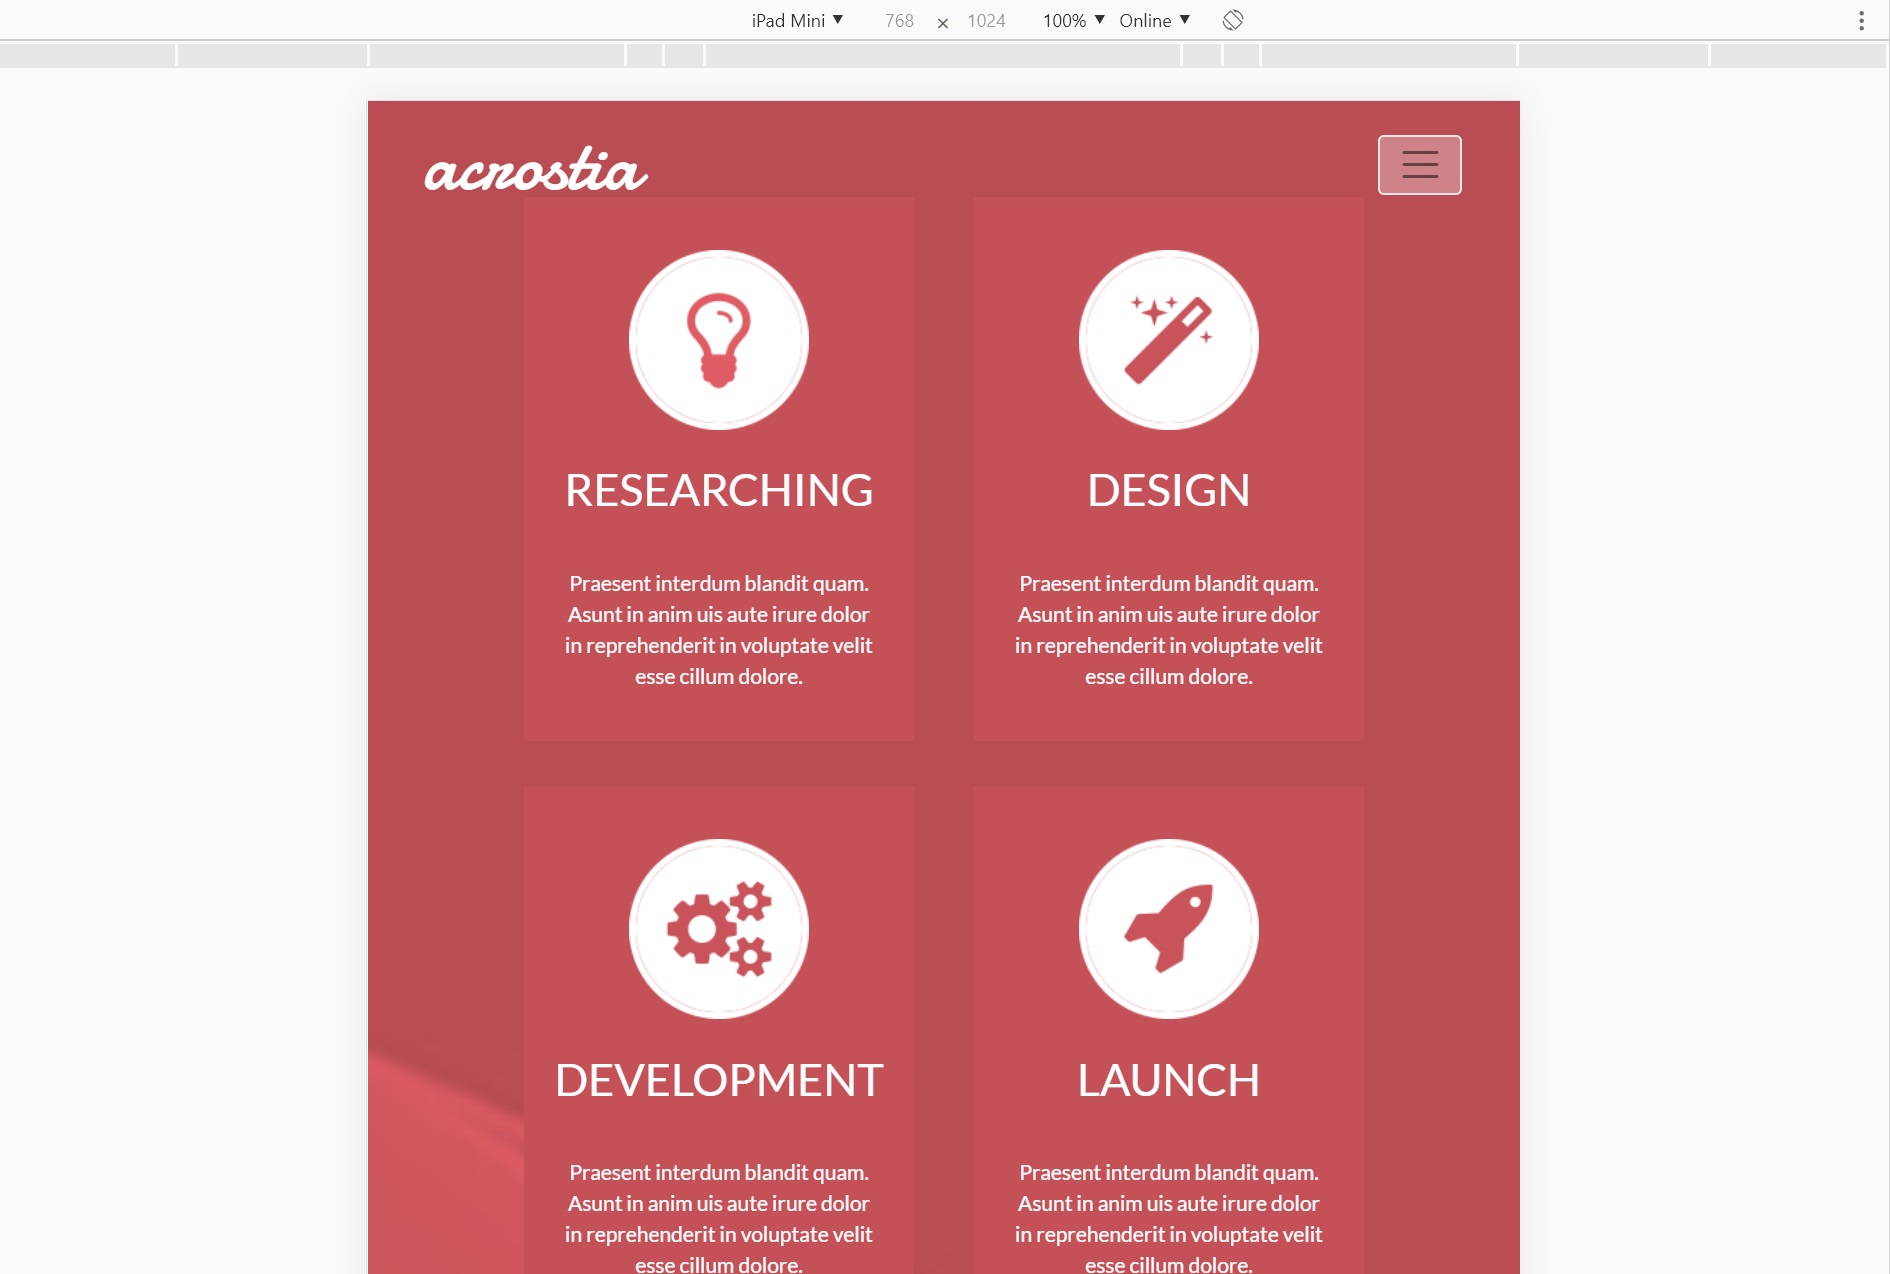 iPad Mini ▼ 768 × 1024 100% ▼ Online ▼
acrostia
RESEARCHING
Praesent interdum blandit quam.
Asunt in anim uis aute irure dolor
in reprehenderit in voluptate velit
esse cillum dolore.
DESIGN
Praesent interdum blandit quam.
Asunt in anim uis aute irure dolor
in reprehenderit in voluptate velit
esse cillum dolore.
DEVELOPMENT
Praesent interdum blandit quam.
Asunt in anim uis aute irure dolor
in reprehenderit in voluptate velit
esse cillum dolore.
LAUNCH
Praesent interdum blandit quam.
Asunt in anim uis aute irure dolor
in reprehenderit in voluptate velit
esse cillum dolore.